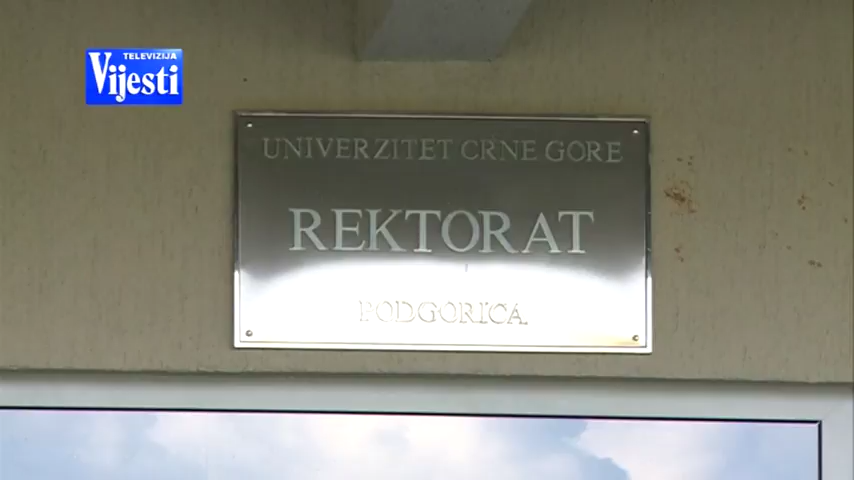 TELEVIZIJA
Vijesti
UNIVERZITET CRNE GORE
REKTORAT
PODGORICA